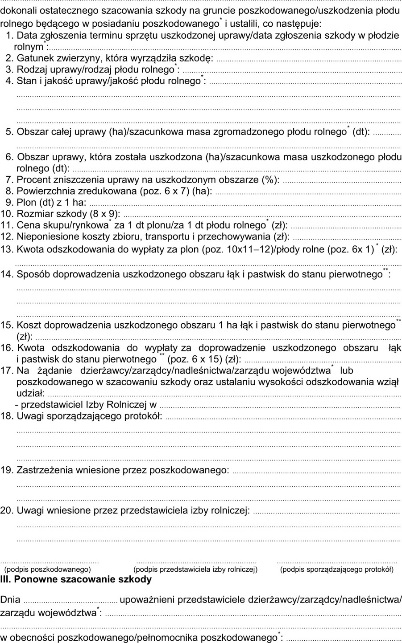 dokonali ostatecznego szacowania szkody na gruncie poszkodowanego/uszkodzenia płodu
rolnego będącego w posiadaniu poszkodowanego* i ustalili, co następuje:
1. Data zgłoszenia terminu sprzętu uszkodzonej uprawy/data zgłoszenia szkody w płodzie
rolnym*:
2. Gatunek zwierzyny, która wyrządziła szkodę:
3. Rodzaj uprawy/rodzaj płodu rolnego*:
4. Stan i jakość uprawy/jakość płodu rolnego*:
5. Obszar całej uprawy (ha)/szacunkowa masa zgromadzonego płodu rolnego* (dt):
6. Obszar uprawy, która została uszkodzona (ha)/szacunkowa masa uszkodzonego płodu
rolnego (dt):
7. Procent zniszczenia uprawy na uszkodzonym obszarze (%):
8. Powierzchnia zredukowana (poz. 6 x 7) (ha):
9. Plon (dt) z 1 ha:
10. Rozmiar szkody (8 x 9):
11. Cena skupu/rynkowa* za 1 dt plonu/za 1 dt płodu rolnego* (zł):
12. Nieponiesione koszty zbioru, transportu i przechowywania (zł):
13. Kwota odszkodowania do wypłaty za plon (poz. 10x11–12)/płody rolne (poz. 6x 1)* (zł):
14. Sposób doprowadzenia uszkodzonego obszaru łąk i pastwisk do stanu pierwotnego**:
15. Koszt doprowadzenia uszkodzonego obszaru 1 ha łąk i pastwisk do stanu pierwotnego**
(zł):
16. Kwota odszkodowania do wypłaty za doprowadzenie uszkodzonego obszaru łąk
i pastwisk do stanu pierwotnego** (poz. 6 x 15) (zł):
17. Na żądanie dzierżawcy/zarządcy/nadleśnictwa/zarządu województwa* lub
poszkodowanego w szacowaniu szkody oraz ustalaniu wysokości odszkodowania wziął
udział:
- przedstawiciel Izby Rolniczej w
18. Uwagi sporządzającego protokół:
19. Zastrzeżenia wniesione przez poszkodowanego:
20. Uwagi wniesione przez przedstawiciela izby rolniczej:
(podpis poszkodowanego) (podpis przedstawiciela izby rolniczej) (podpis sporządzającego protokół)
III. Ponowne szacowanie szkody
Dnia upoważnieni przedstawiciele dzierżawcy/zarządcy/nadleśnictwa/
zarządu województwa*:
w obecności poszkodowanego/pełnomocnika poszkodowanego*: